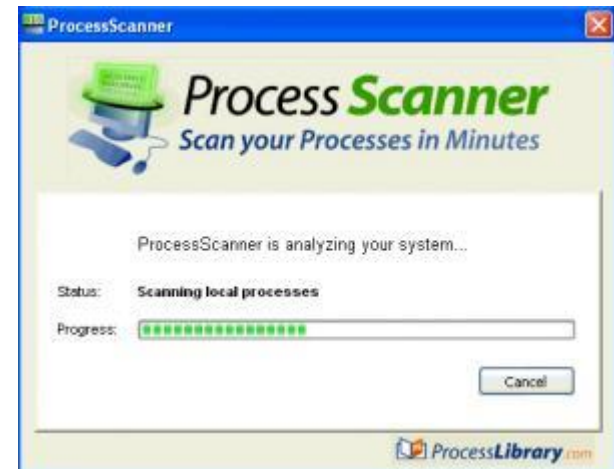 ProcessScanner
Process Scanner
Scan your Processes in Minutes
ProcessScanner is analyzing your system...
Status: Scanning local processes
Progress:
Cancel
ProcessLibrary.com